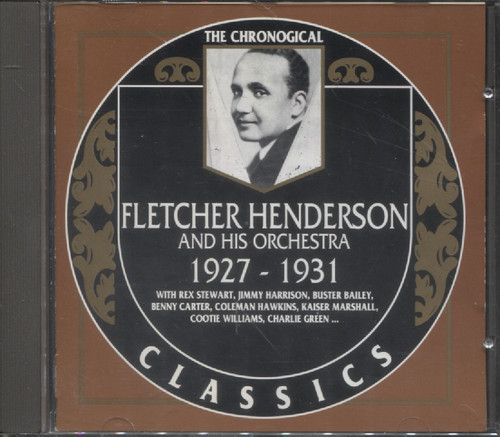 THE CHRONOGICAL
FLETCHER HENDERSON
AND HIS ORCHESTRA
1927 - 1931
WITH REX STEWART, JIMMY HARRISON, BUSTER BAILEY,
BENNY CARTER, COLEMAN HAWKINS, KAISER MARSHALL,
COOTIE WILLIAMS, CHARLIE GREEN ...
CLASSICS